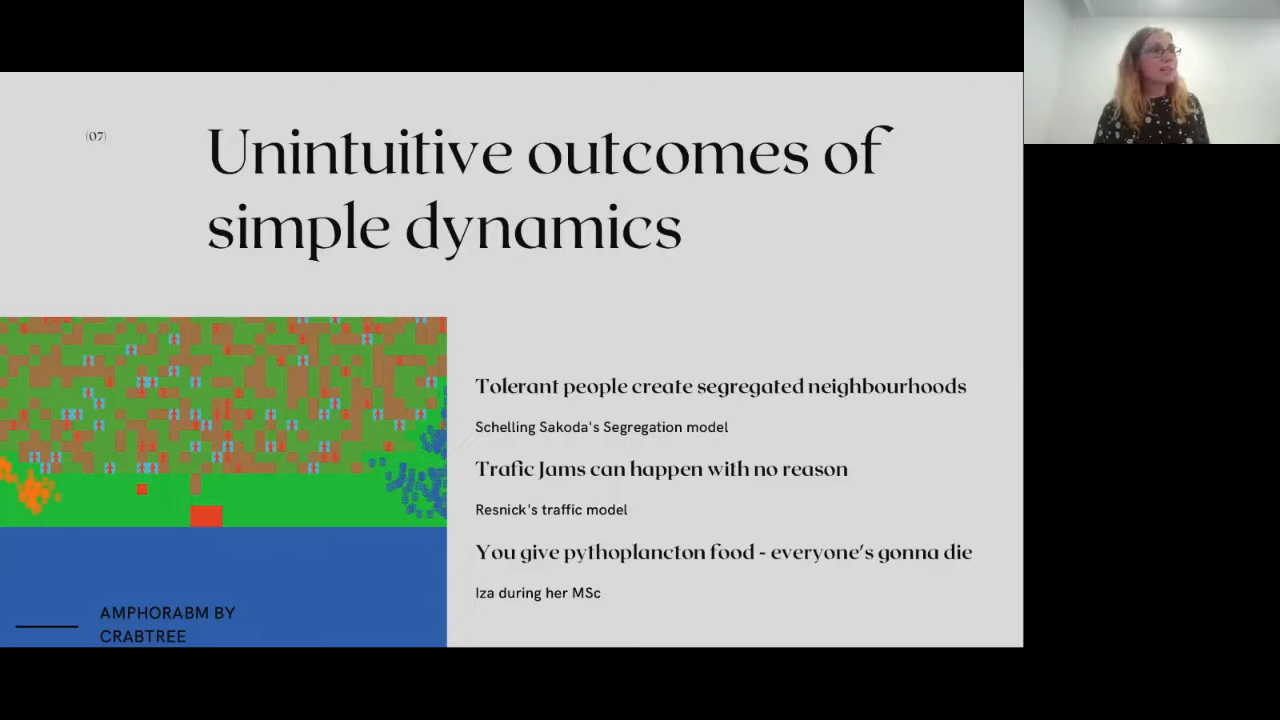 (07)
Unintuitive outcomes of
simple dynamics
Tolerant people create segregated neighbourhoods
Schelling Sakoda's Segregation model
Trafic Jams can happen with no reason
Resnick's traffic model
You give pythoplancton food - everyone's gonna die
Iza during her MSc
AMPHORABM BY
CRABTREE